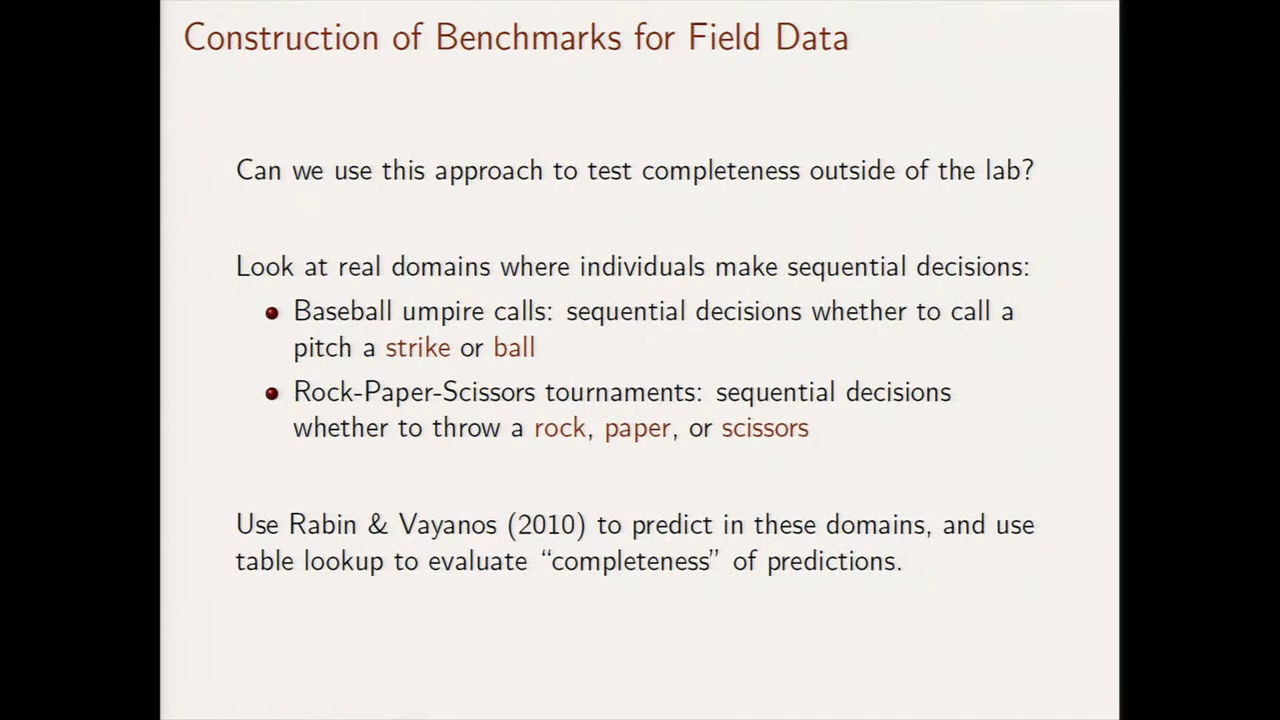 Construction of Benchmarks for Field Data
Can we use this approach to test completeness outside of the lab?
Look at real domains where individuals make sequential decisions:
Baseball umpire calls: sequential decisions whether to call a
pitch a strike or ball
Rock-Paper-Scissors tournaments: sequential decisions
whether to throw a rock, paper, or scissors
Use Rabin & Vayanos (2010) to predict in these domains, and use
table lookup to evaluate “completeness” of predictions.